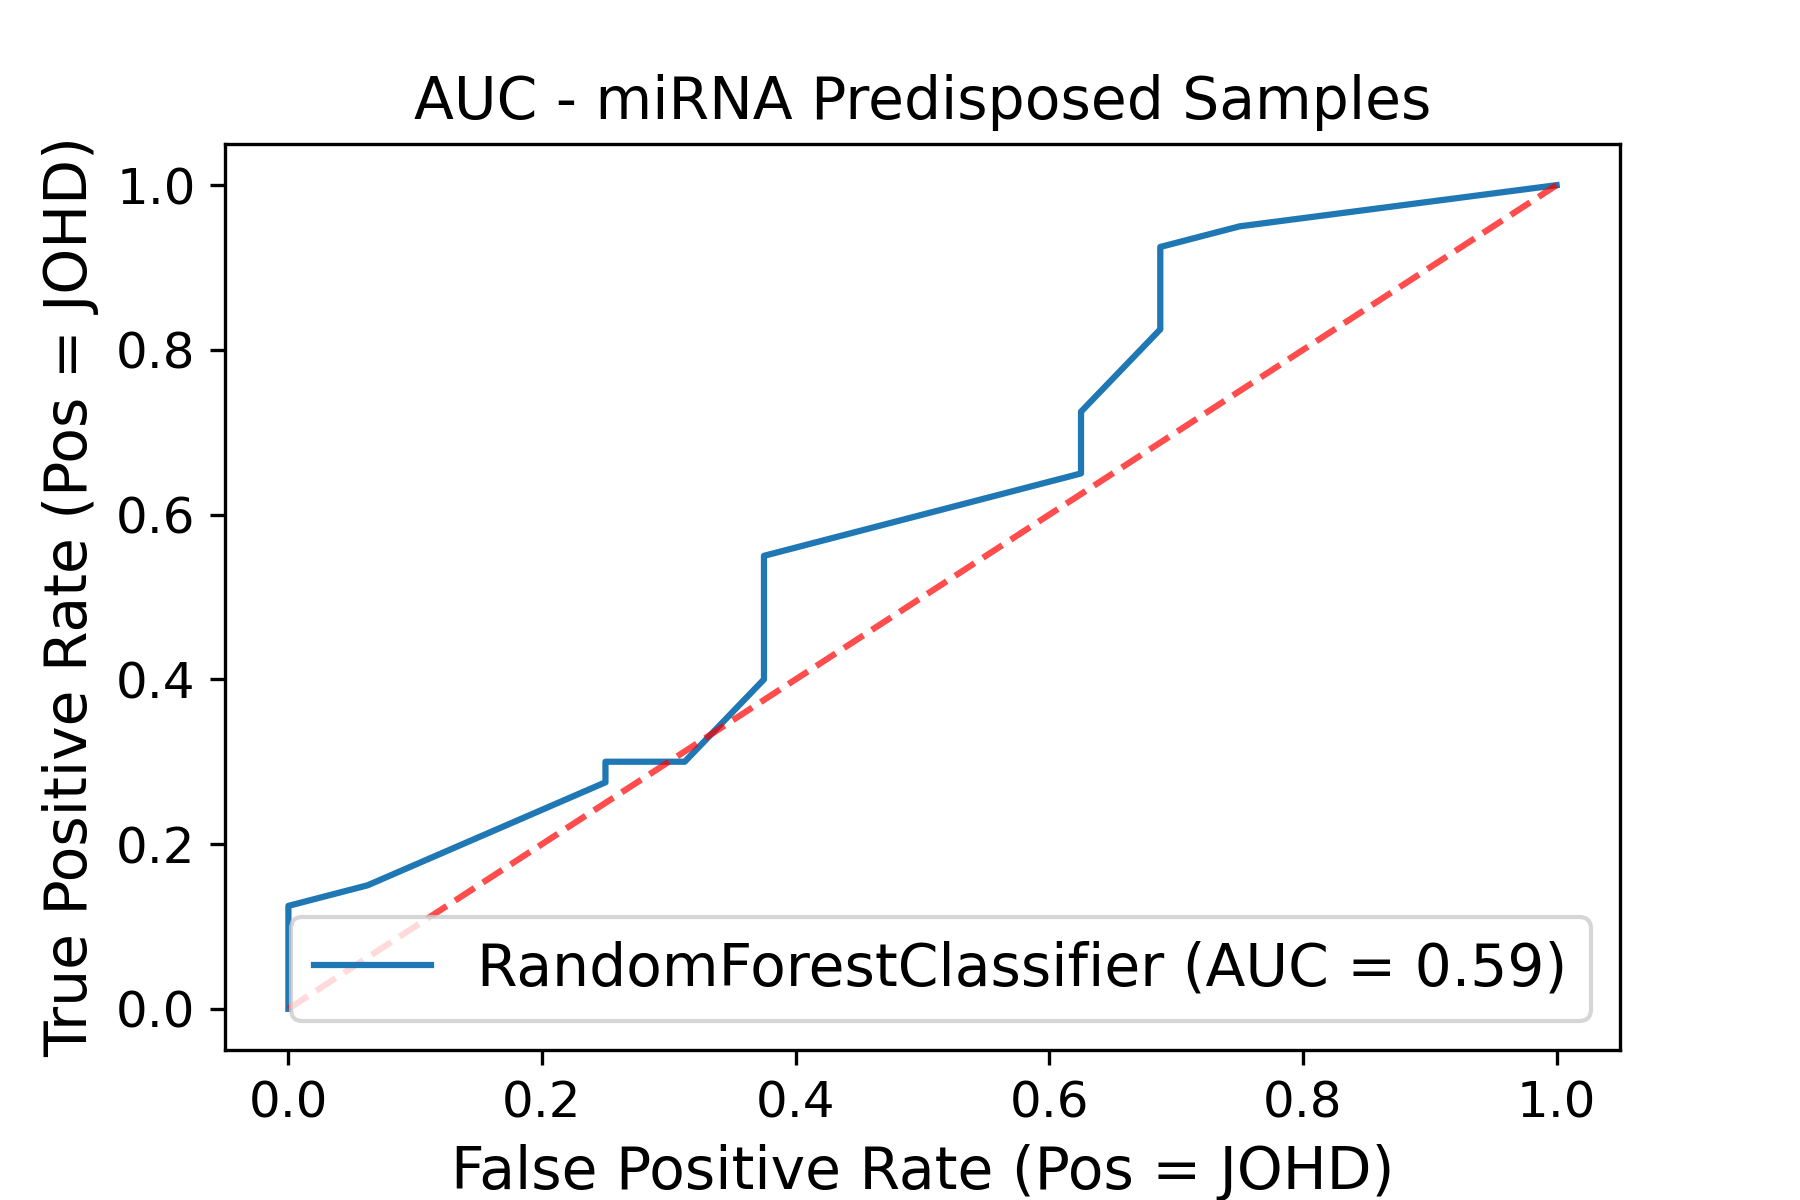 AUC - miRNA Predisposed Samples
True Positive Rate (Pos = JOHD)
1.0
0.8
0.6
0.4
0.2
0.0
RandomForestClassifier (AUC = 0.59)
0.0 0.2 0.4 0.6 0.8 1.0
False Positive Rate (Pos = JOHD)